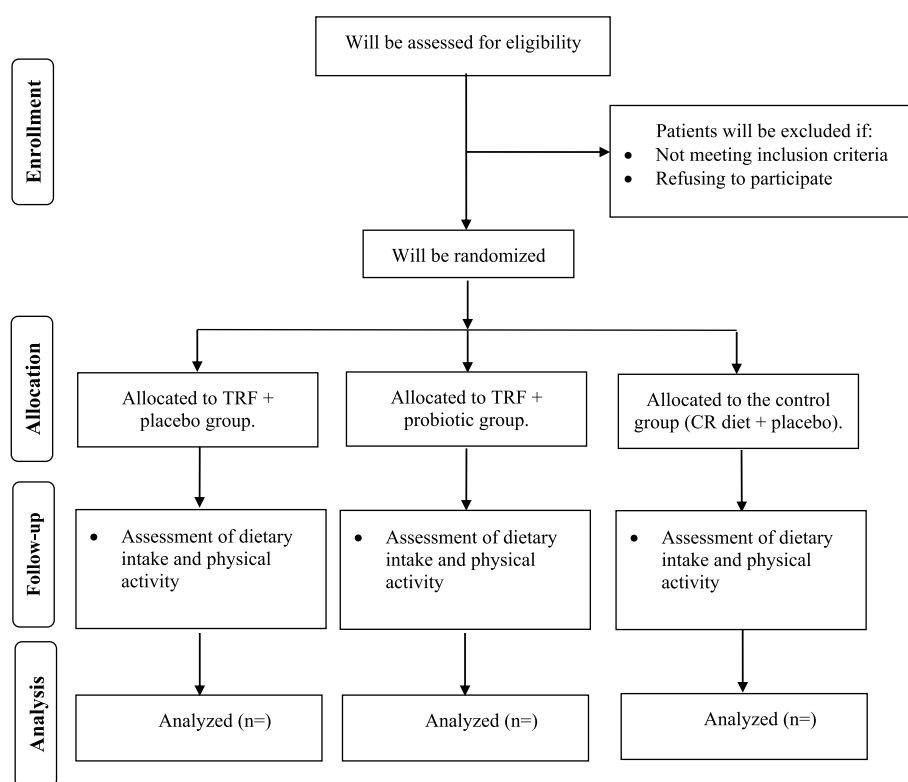 Enrollment
Will be assessed for eligibility
Patients will be excluded if:
● Not meeting inclusion criteria
● Refusing to participate
Will be randomized
Allocation
Allocated to TRF +
placebo group.
Allocated to TRF +
probiotic group.
Allocated to the control
group (CR diet + placebo).
Follow-up
● Assessment of dietary
intake and physical
activity
● Assessment of dietary
intake and physical
activity
● Assessment of dietary
intake and physical
activity
Analysis
Analyzed (n=)
Analyzed (n=)
Analyzed (n=)